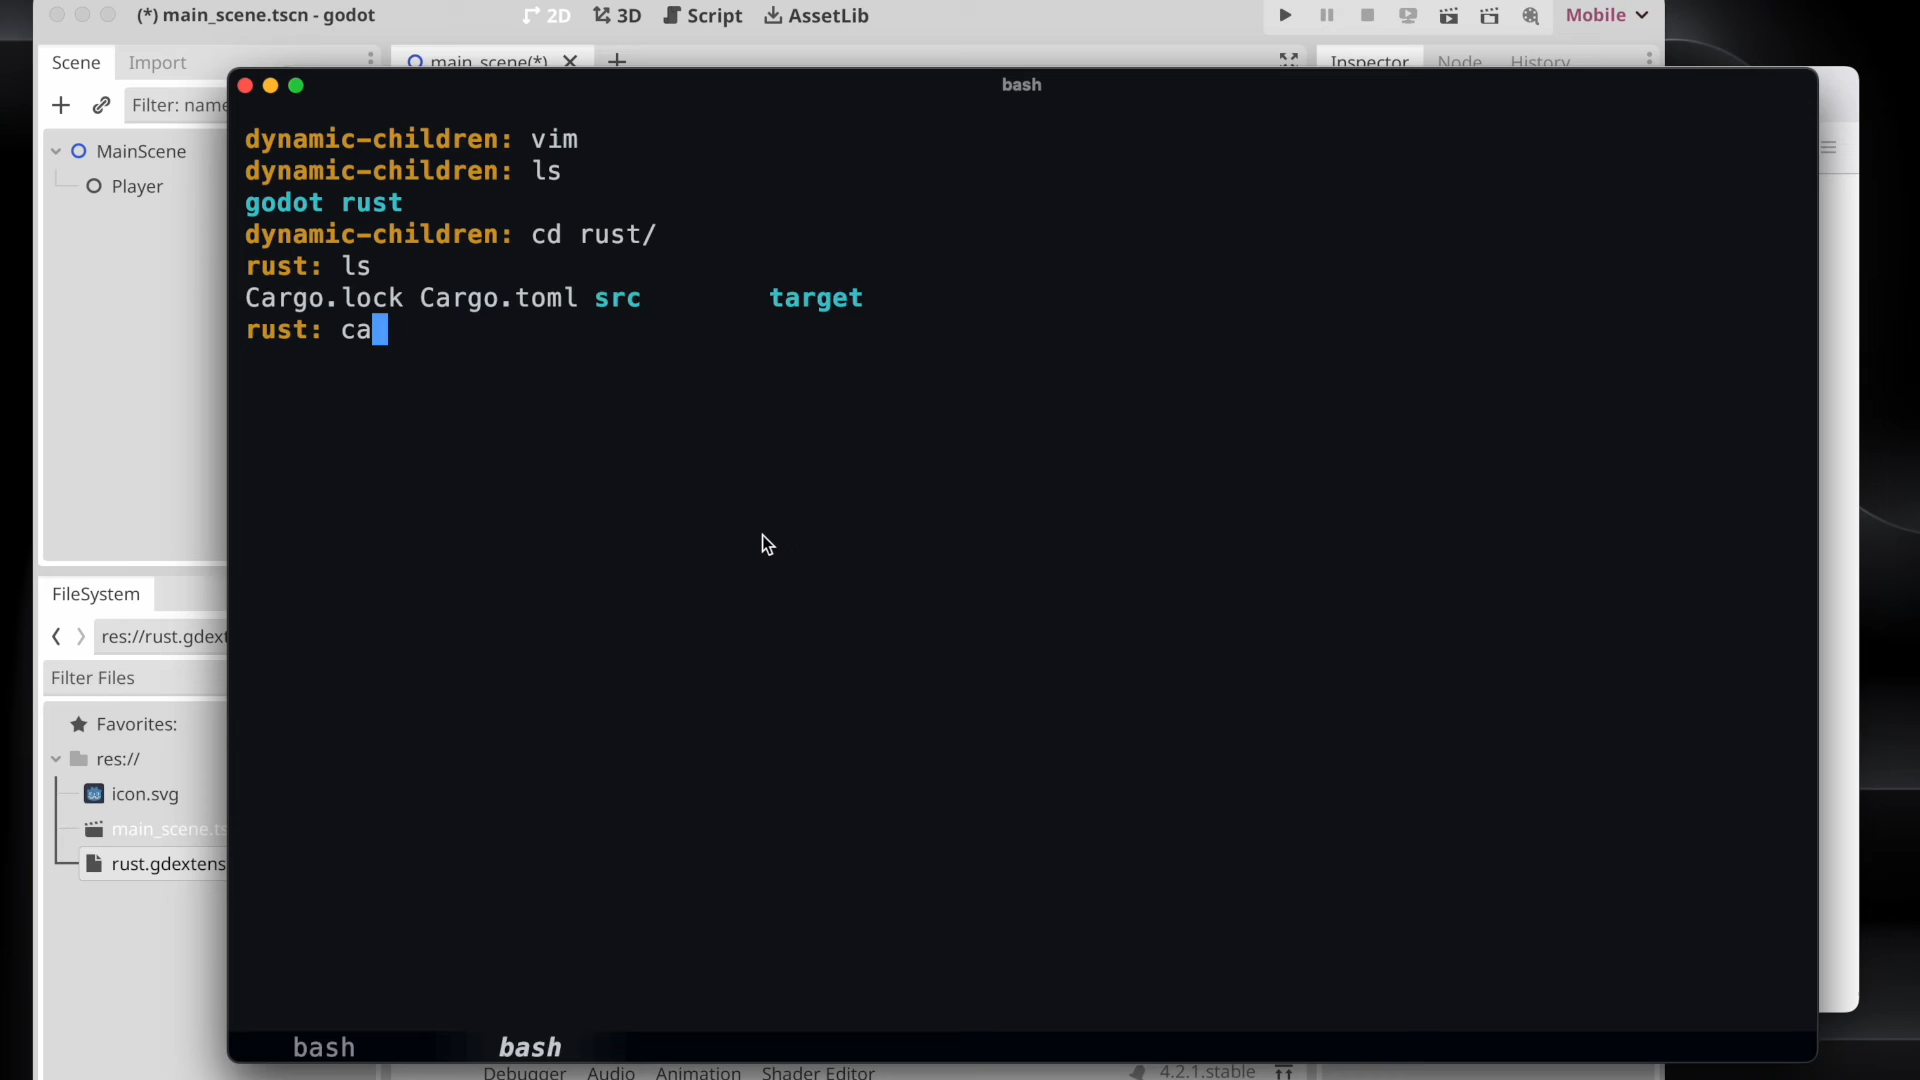 (*) main_scene.tscn - godot
2D 3D Script AssetLib
Mobile
Scene Import
main_scene(*)
Inspector Node History
Filter: name
MainScene
Player
FileSystem
res://rust.gdext
Filter Files
Favorites:
res://
icon.svg
main_scene.ts
rust.gdextens
bash
dynamic-children: vim
dynamic-children: ls
godot rust
dynamic-children: cd rust/
rust: ls
Cargo.lock Cargo.toml src target
rust: ca
bash bash
Debugger Audio Animation Shader Editor 4.2.1.stable